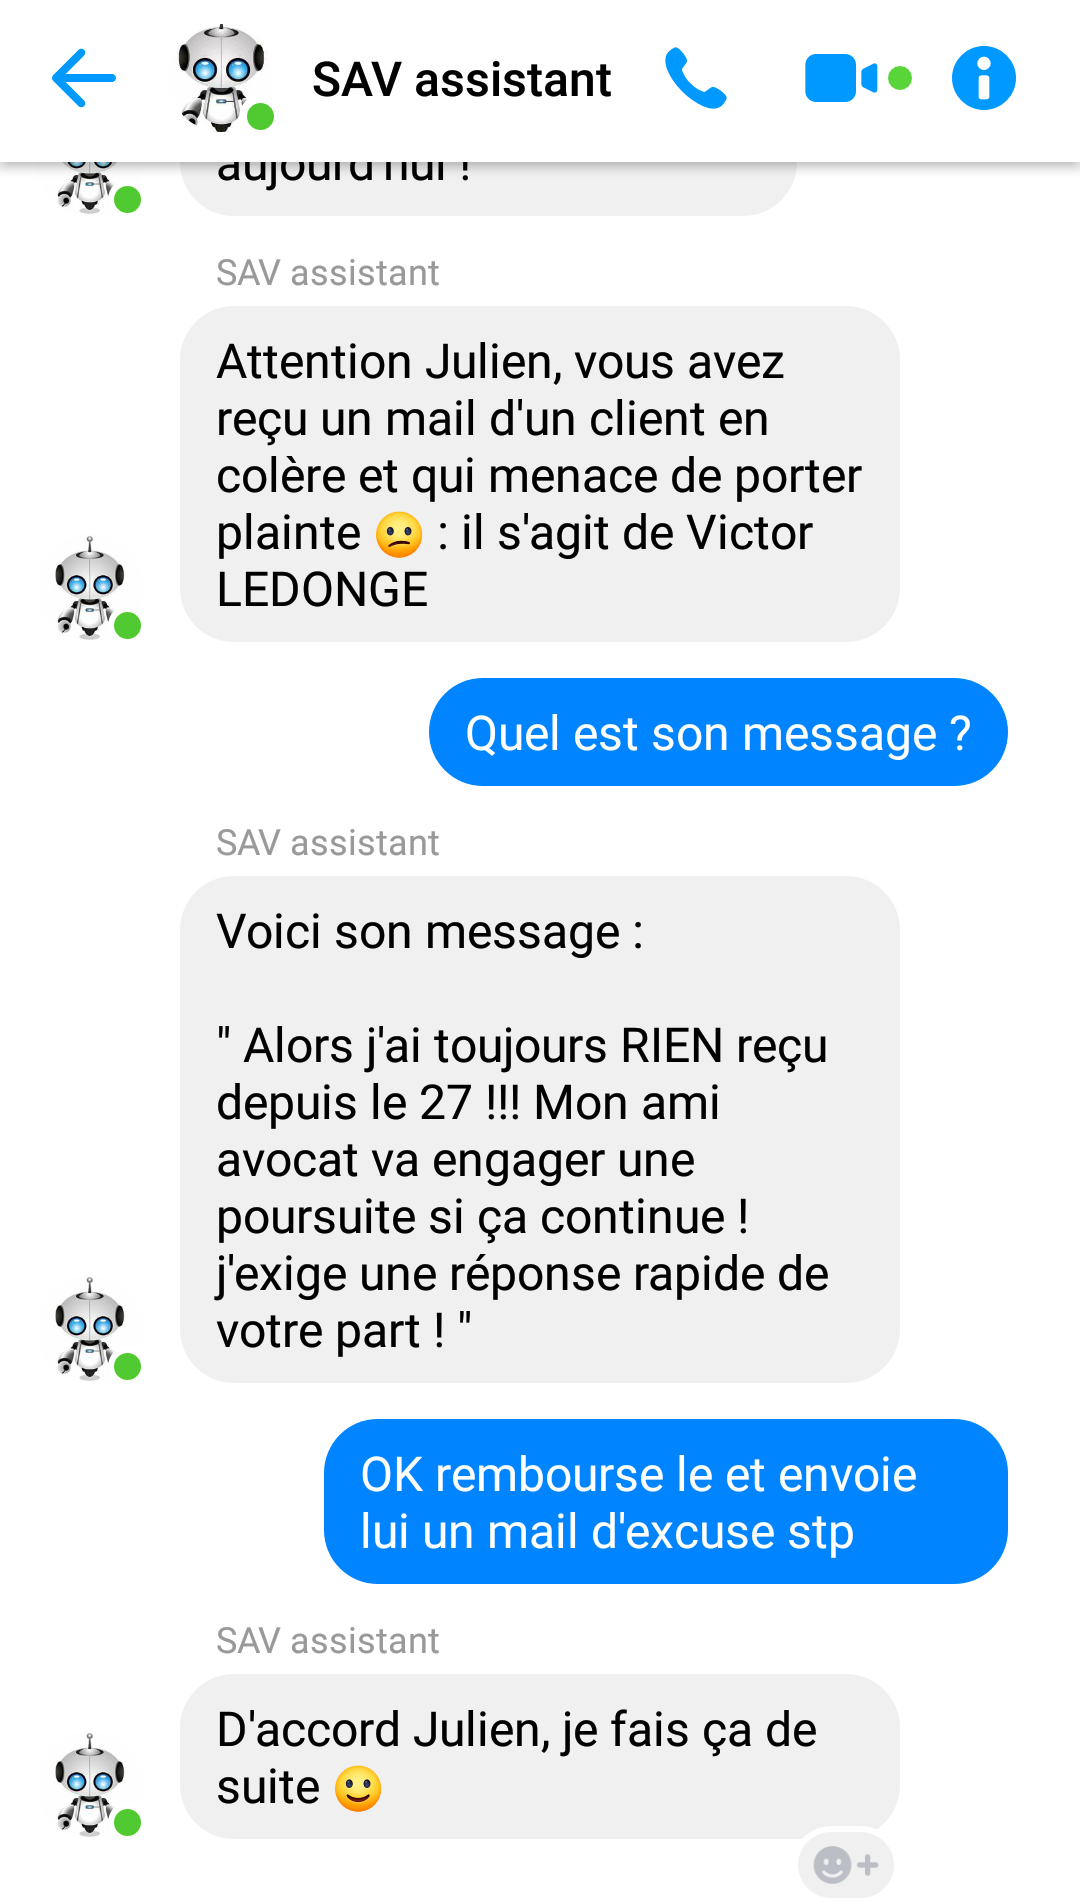 SAV assistant
aujourd'hui !
SAV assistant
Attention Julien, vous avez
reçu un mail d'un client en
colère et qui menace de porter
plainte 😕 : il s'agit de Victor
LEDONGE
Quel est son message ?
SAV assistant
Voici son message :
" Alors j'ai toujours RIEN reçu
depuis le 27 !!! Mon ami
avocat va engager une
poursuite si ça continue !
j'exige une réponse rapide de
votre part ! "
OK rembourse le et envoie
lui un mail d'excuse stp
SAV assistant
D'accord Julien, je fais ça de
suite 🙂